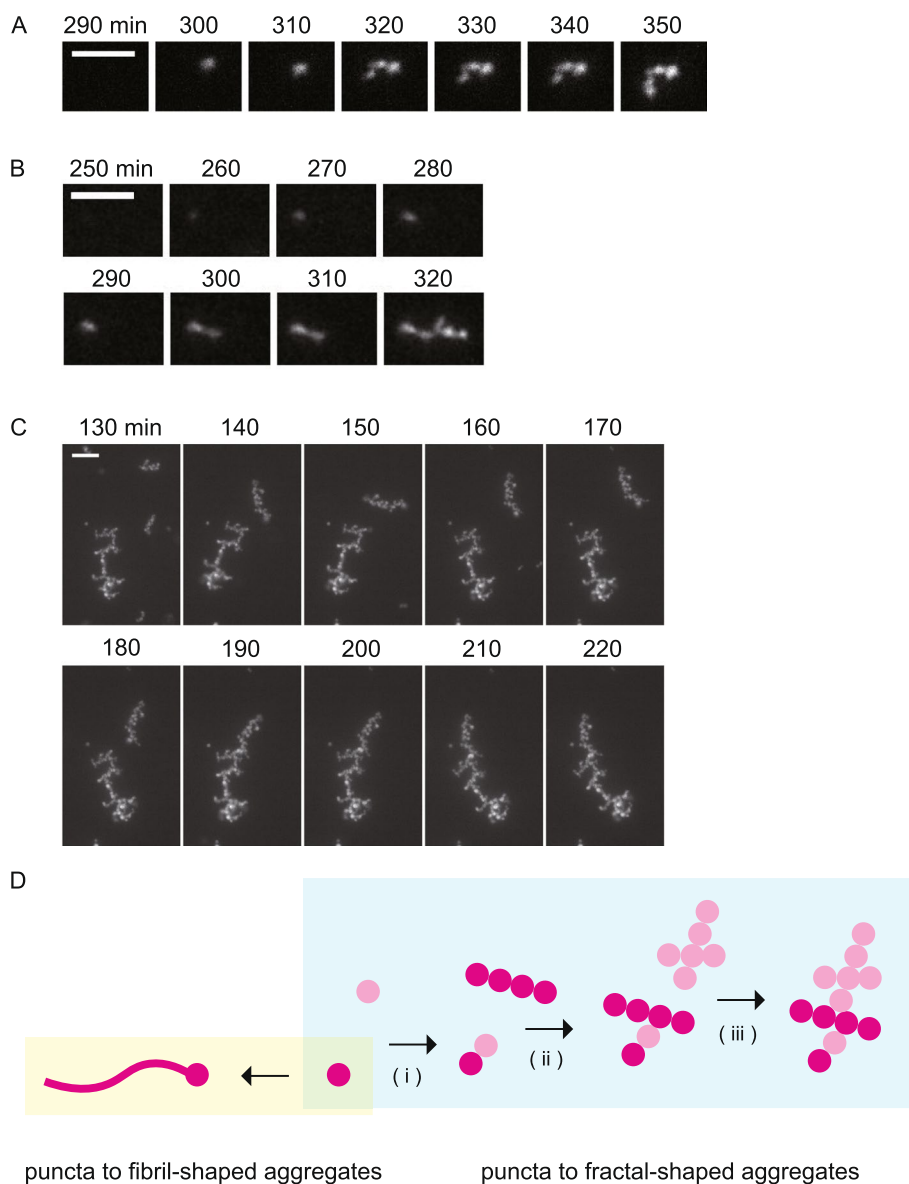 A
290 min 300 310 320 330 340 350
B
250 min 260 270 280
290 300 310 320
C
130 min 140 150 160 170
180 190 200 210 220
D
( i ) ( ii ) ( iii )
puncta to fibril-shaped aggregates puncta to fractal-shaped aggregates